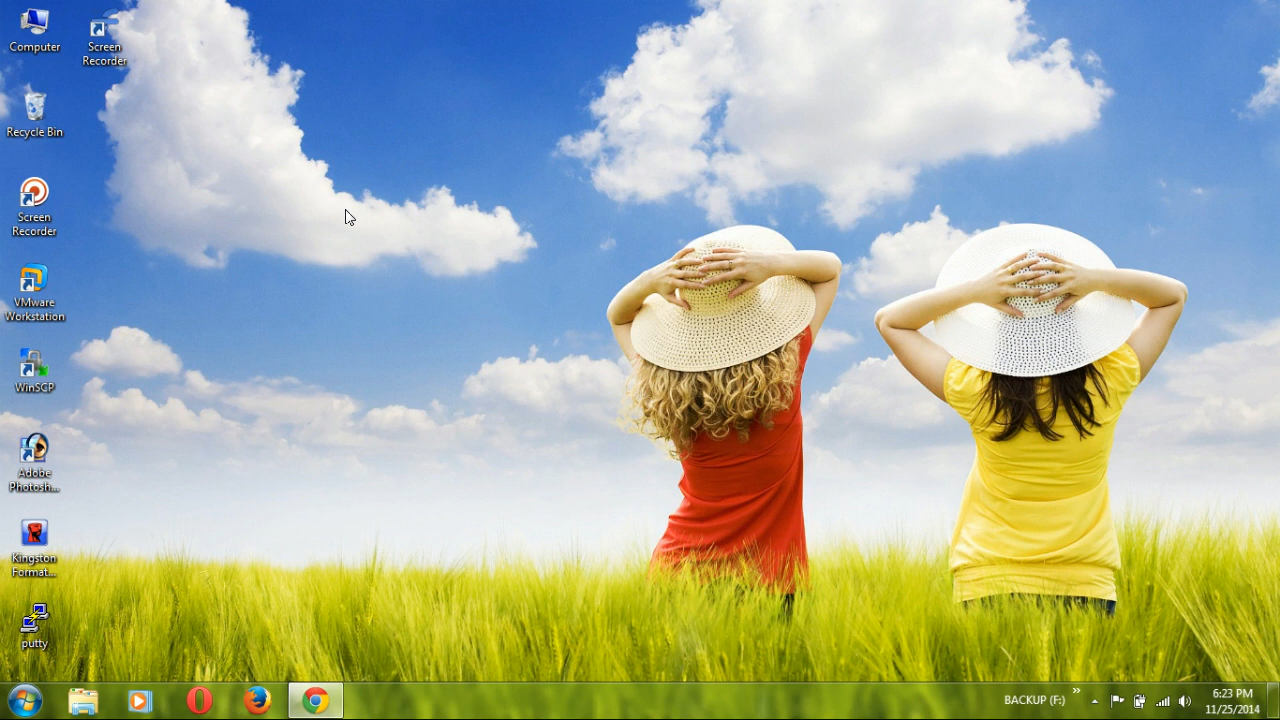 Computer
Screen
Recorder
Recycle Bin
Screen
Recorder
VMware
Workstation
WinSCP
Adobe
Photosh...
Kingston
Format...
putty
BACKUP (F:)
6:23 PM
11/25/2014